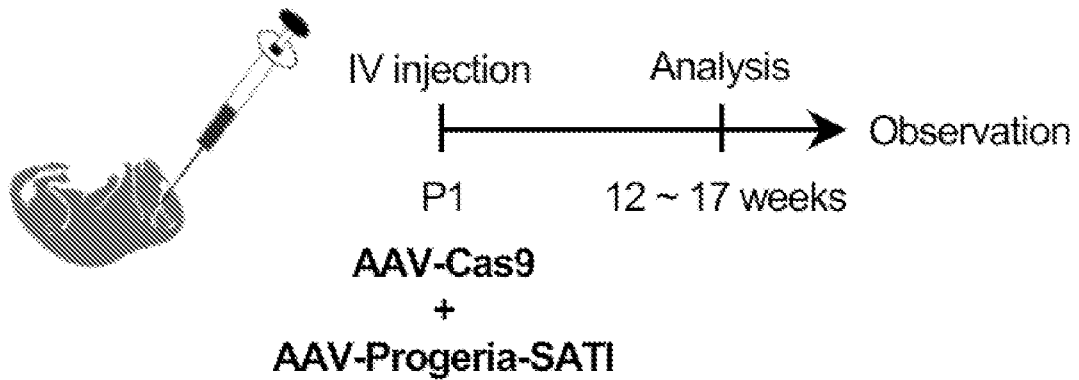 IV injection
Analysis
Observation
P1
12 ~ 17 weeks
AAV-Cas9
+
AAV-Progeria-SATI